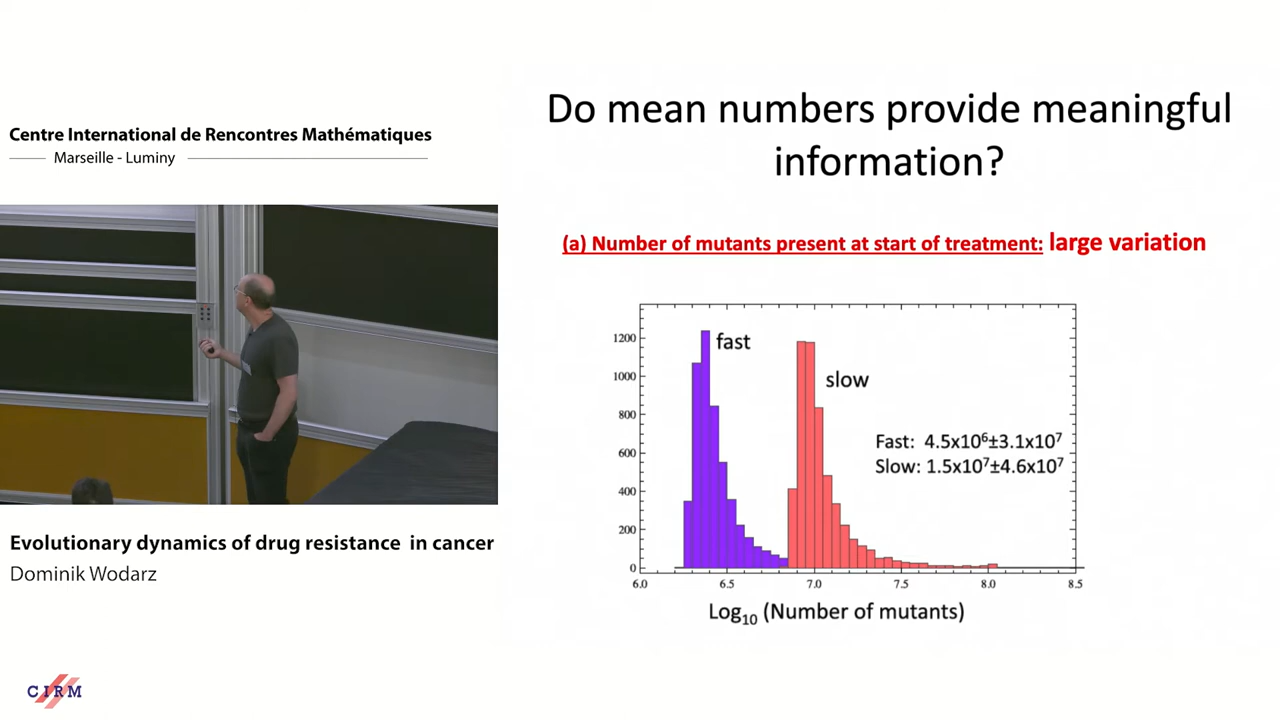 Centre International de Rencontres Mathématiques
Marseille - Luminy
Evolutionary dynamics of drug resistance in cancer
Dominik Wodarz
CIRM
Do mean numbers provide meaningful
information?
(a) Number of mutants present at start of treatment: large variation
1200
1000
800
600
400
200
0
6.0 6.5 7.0 7.5 8.0 8.5
fast
slow
Fast: 4.5x10⁶±3.1x10⁷
Slow: 1.5x10⁷±4.6x10⁷
Log₁₀ (Number of mutants)